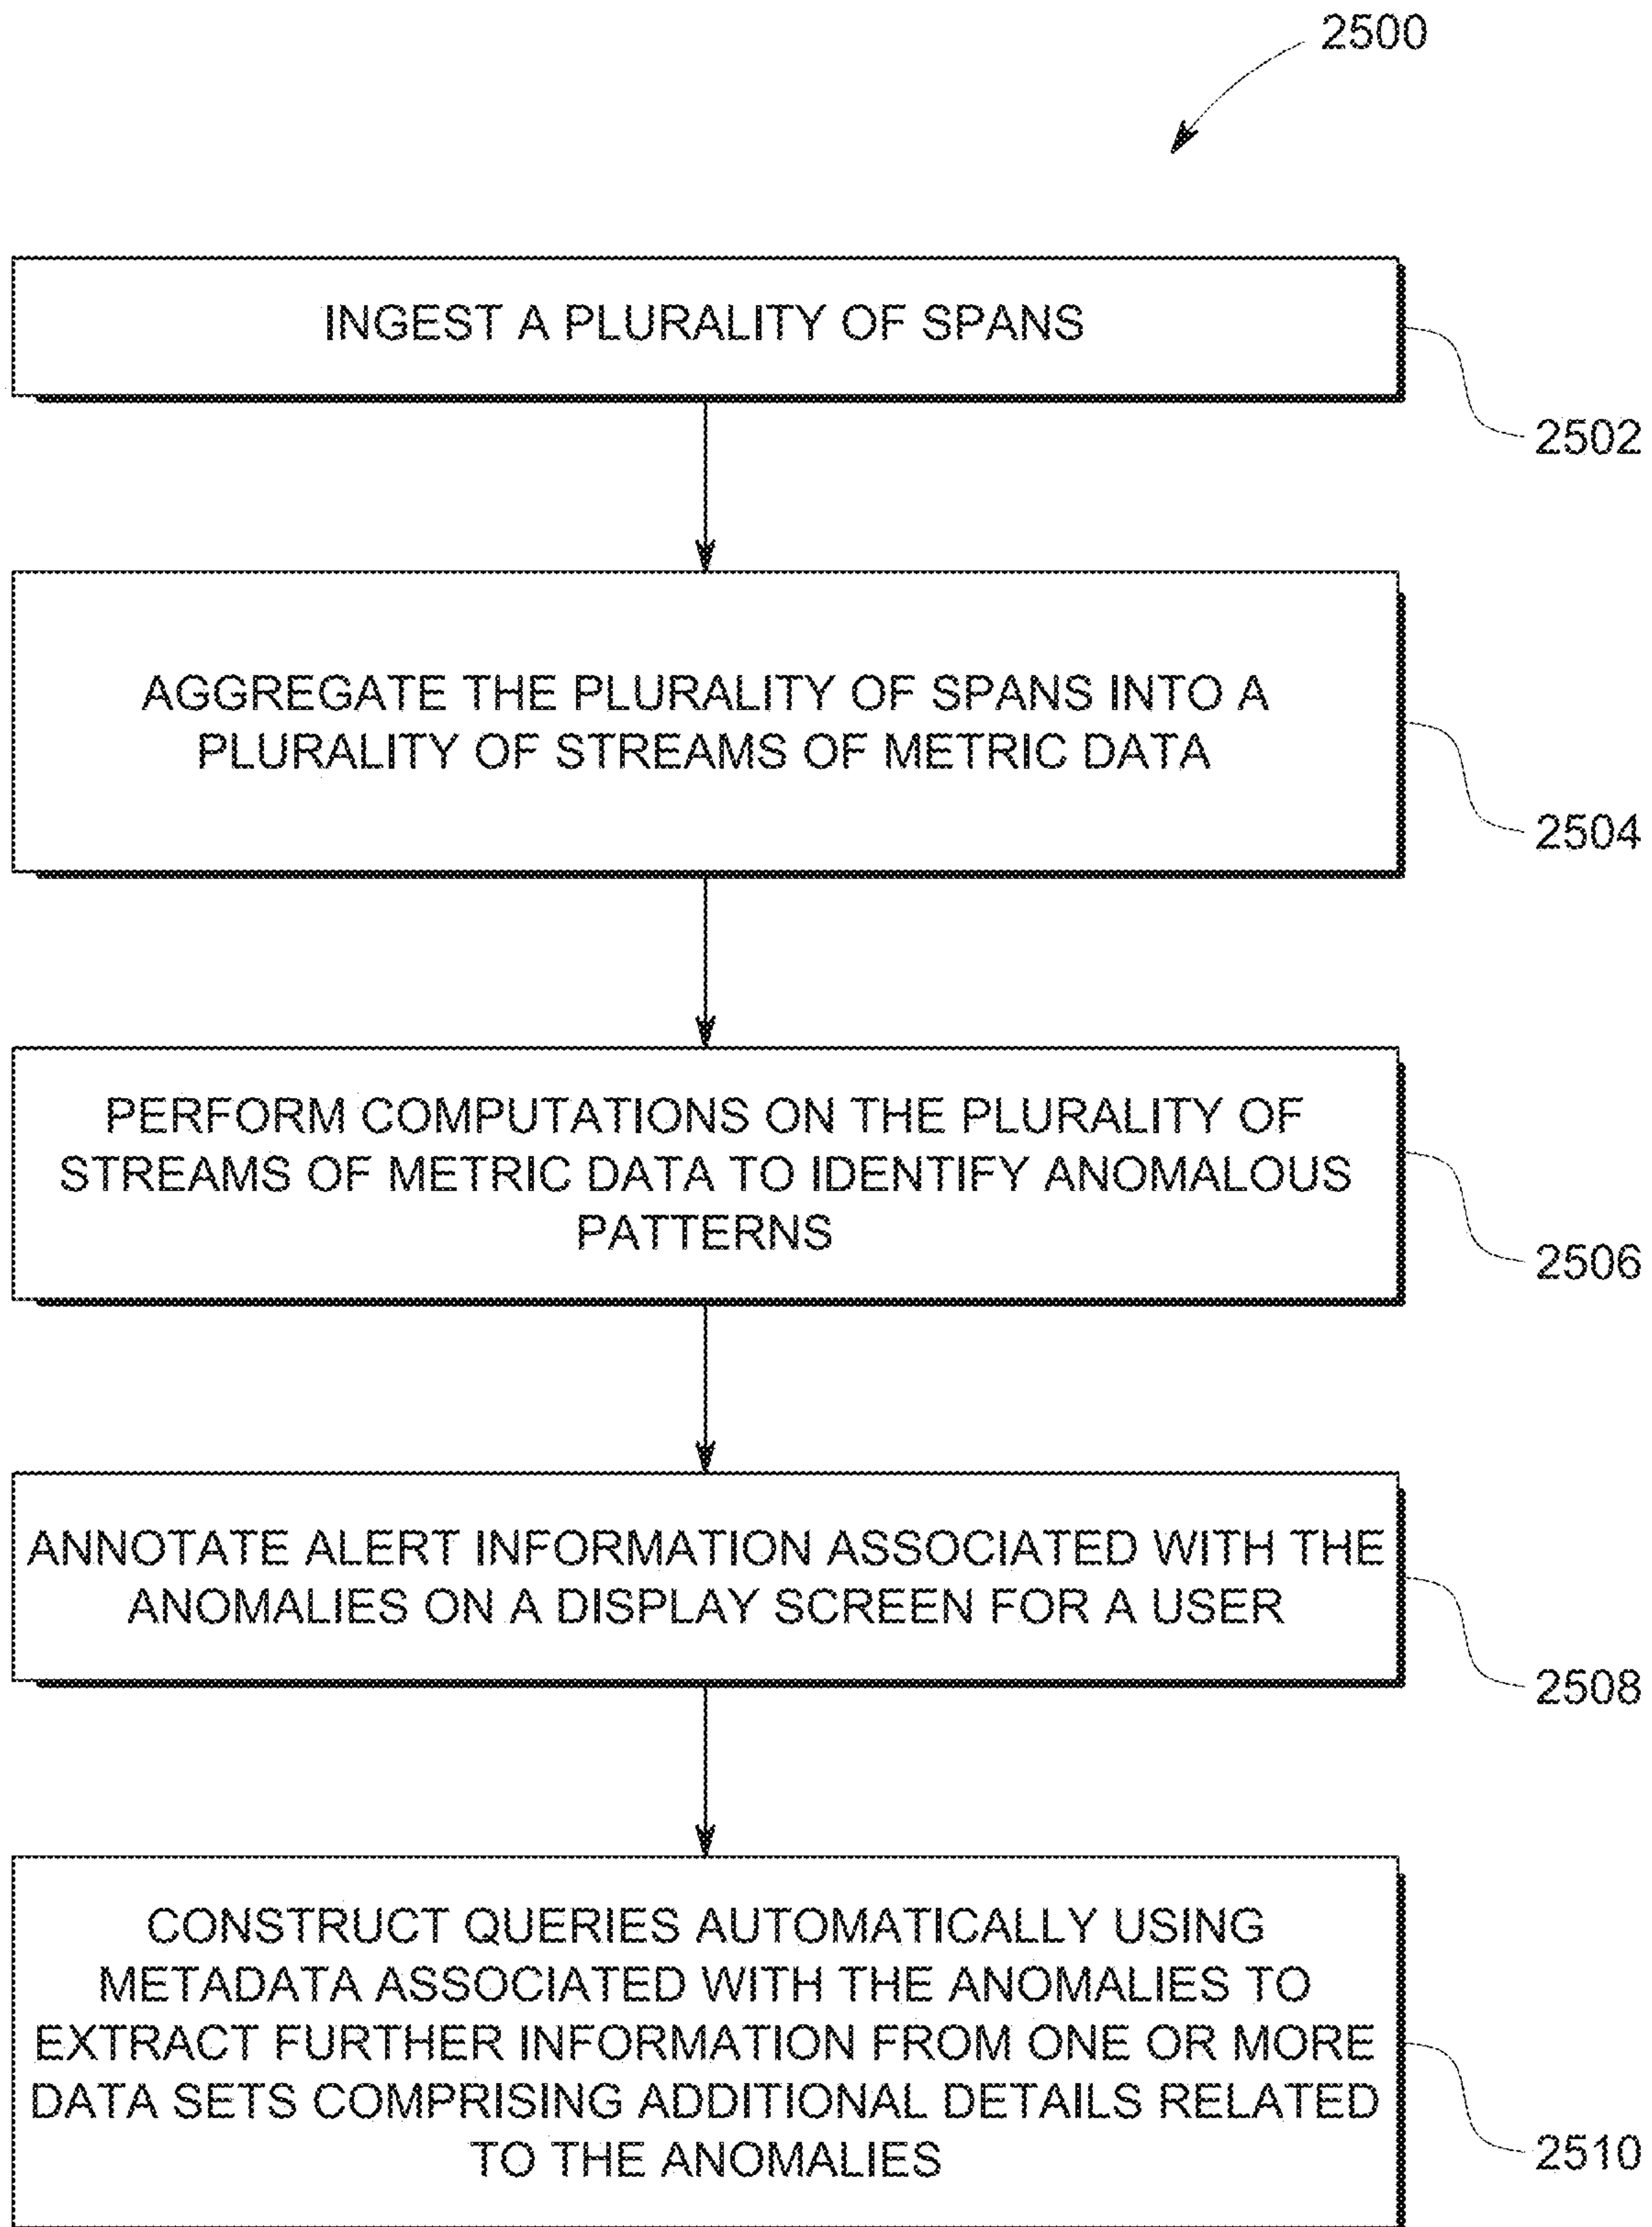 2500
INGEST A PLURALITY OF SPANS
2502
AGGREGATE THE PLURALITY OF SPANS INTO A
PLURALITY OF STREAMS OF METRIC DATA
2504
PERFORM COMPUTATIONS ON THE PLURALITY OF
STREAMS OF METRIC DATA TO IDENTIFY ANOMALOUS
PATTERNS
2506
ANNOTATE ALERT INFORMATION ASSOCIATED WITH THE
ANOMALIES ON A DISPLAY SCREEN FOR A USER
2508
CONSTRUCT QUERIES AUTOMATICALLY USING
METADATA ASSOCIATED WITH THE ANOMALIES TO
EXTRACT FURTHER INFORMATION FROM ONE OR MORE
DATA SETS COMPRISING ADDITIONAL DETAILS RELATED
TO THE ANOMALIES
2510